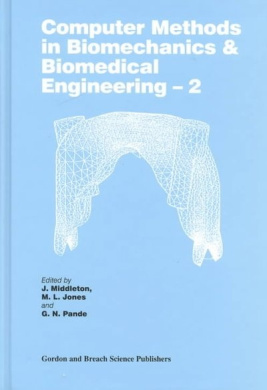 Computer Methods
in Biomechanics &
Biomedical
Engineering – 2
Edited by
J. Middleton,
M. L. Jones
and
G. N. Pande
Gordon and Breach Science Publishers